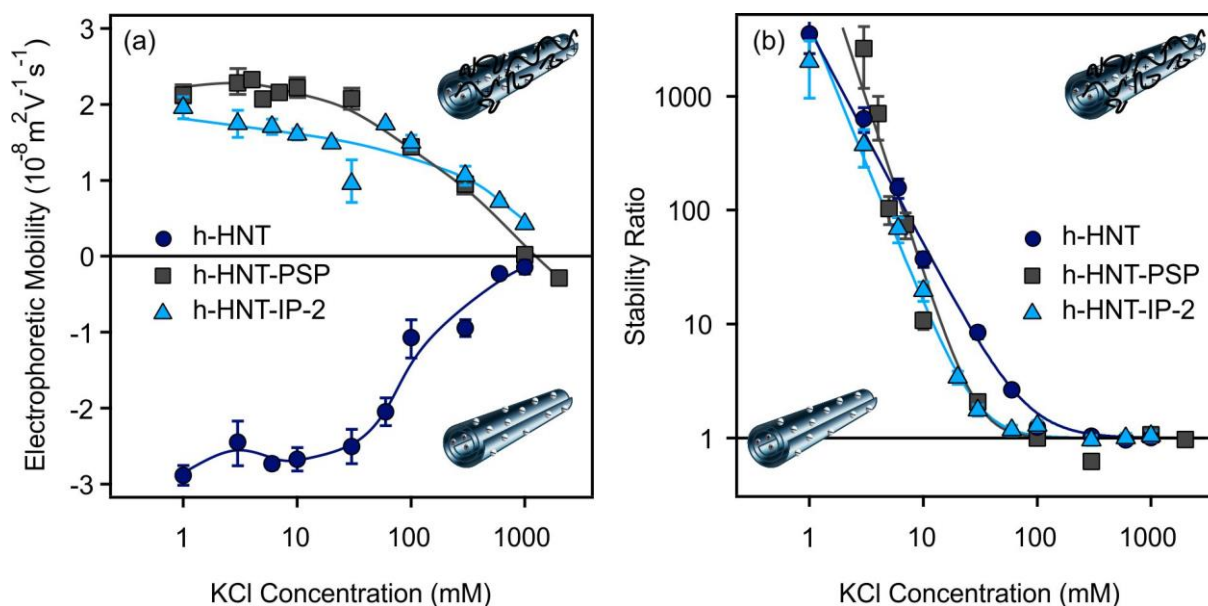 (a)
Electrophoretic Mobility (10⁻⁸ m²V⁻¹s⁻¹)
3
2
1
0
-1
-2
-3
h-HNT
h-HNT-PSP
h-HNT-IP-2
1
10
100
1000
KCl Concentration (mM)
(b)
Stability Ratio
1000
100
10
1
h-HNT
h-HNT-PSP
h-HNT-IP-2
1
10
100
1000
KCl Concentration (mM)